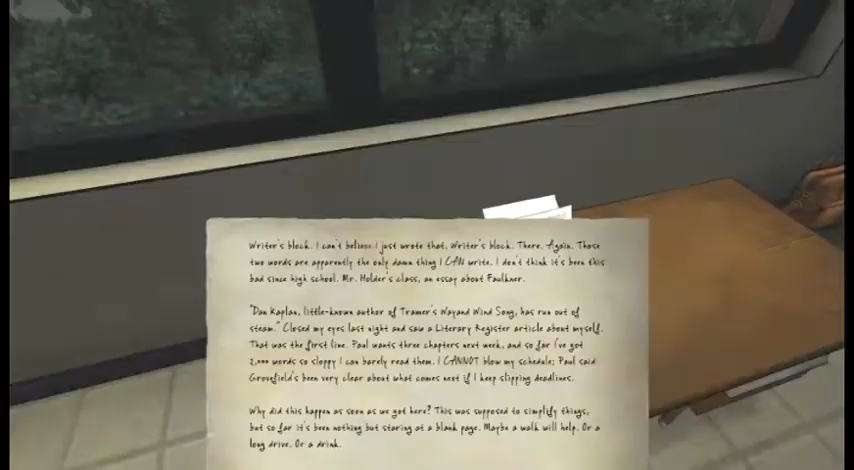 Writer's block. I can't believe I just wrote that. Writer's block. There. Again. Those
two words are apparently the only damn thing I CAN write. I don't think it's been this
bad since high school. Mr. Holder's class, an essay about Faulkner.
"Dan Kaplan, little-known author of Tramer's Way and Wind Song, has run out of
steam." Closed my eyes last night and saw a Literary Register article about myself.
That was the first line. Paul wants three chapters next week, and so far I've got
2,000 words so sloppy I can barely read them. I CANNOT blow my schedule; Paul said
Grovefield's been very clear about what comes next if I keep slipping deadlines.
Why did this happen as soon as we got here? This was supposed to simplify things,
but so far it's been nothing but staring at a blank page. Maybe a walk will help. Or a
long drive. Or a drink.